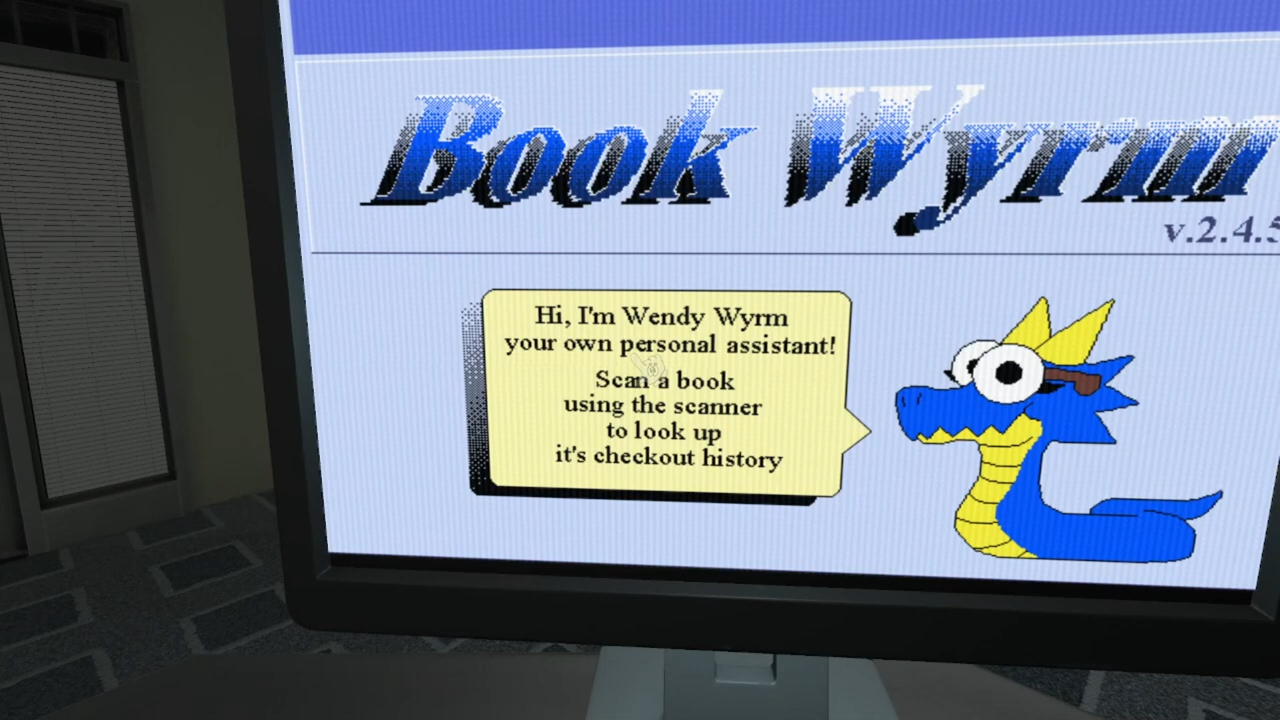 Book Wyrm
v.2.4.5
Hi, I'm Wendy Wyrm
your own personal assistant!
Scan a book
using the scanner
to look up
it's checkout history